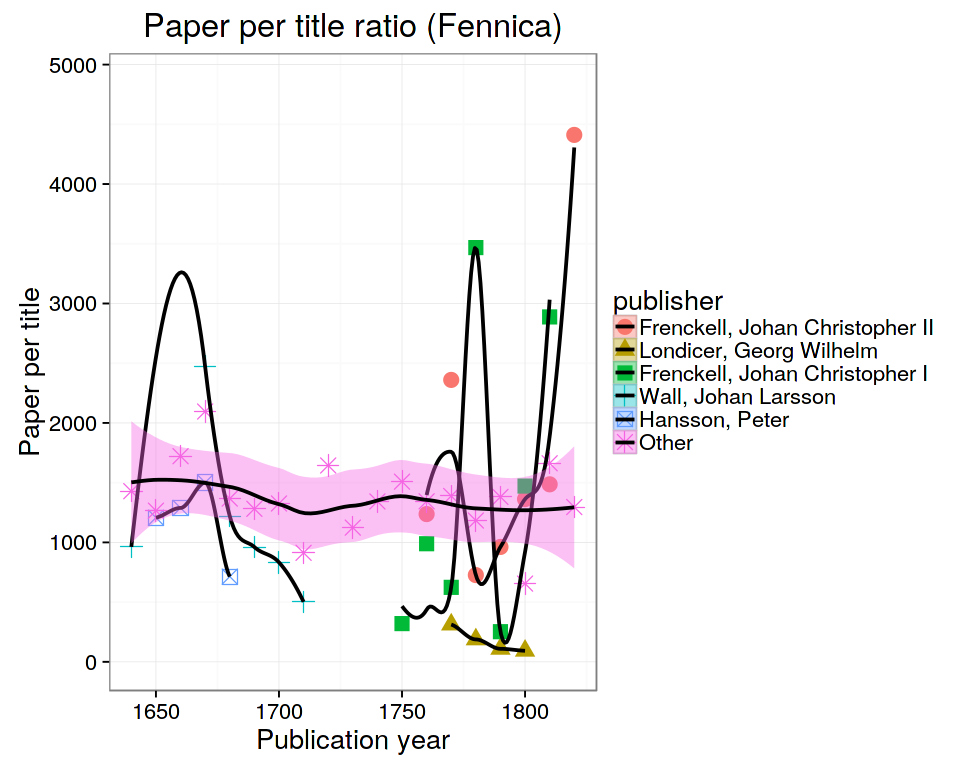 Paper per title ratio (Fennica)
5000
4000
3000
2000
1000
0
Paper per title
1650 1700 1750 1800
Publication year
publisher
Frenckell, Johan Christopher II
Londicer, Georg Wilhelm
Frenckell, Johan Christopher I
Wall, Johan Larsson
Hansson, Peter
Other